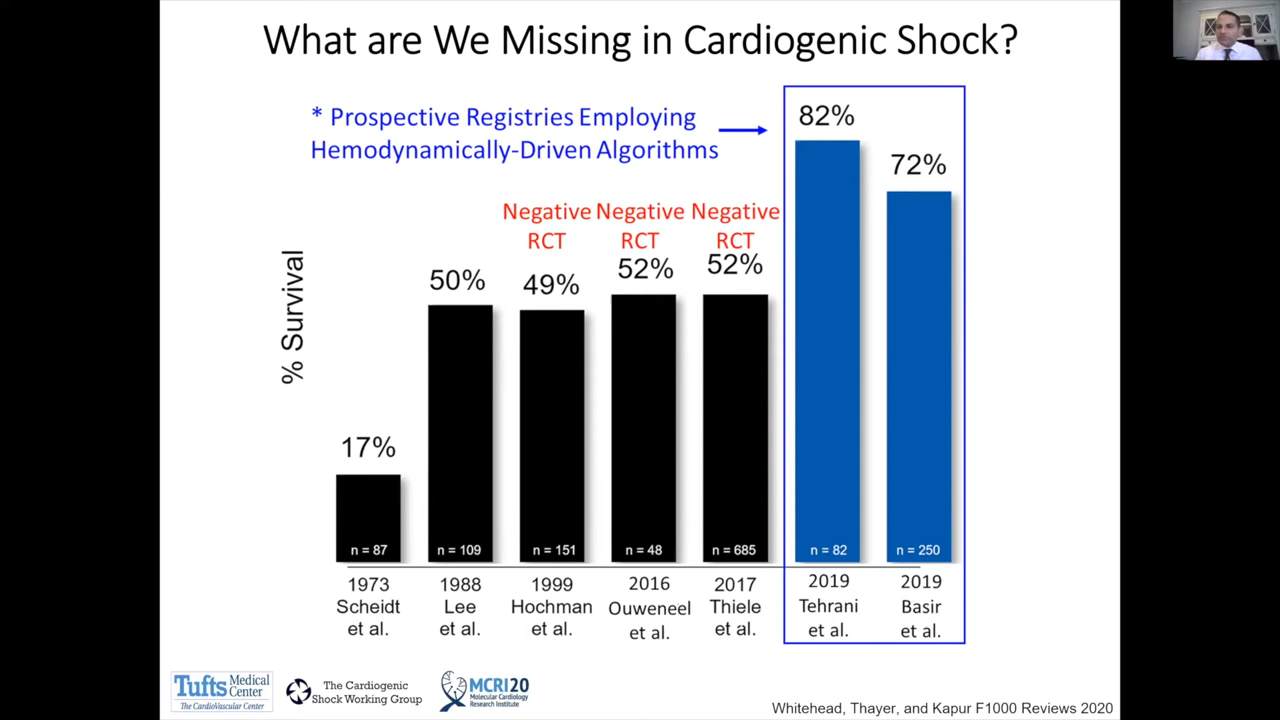 What are We Missing in Cardiogenic Shock?
* Prospective Registries Employing
Hemodynamically-Driven Algorithms
82%
72%
Negative Negative Negative
RCT RCT RCT
% Survival
17%
50%
49%
52%
52%
n = 87
n = 109
n = 151
n = 48
n = 685
n = 82
n = 250
1973
Scheidt
et al.
1988
Lee
et al.
1999
Hochman
et al.
2016
Ouweneel
et al.
2017
Thiele
et al.
2019
Tehrani
et al.
2019
Basir
et al.
Tufts Medical
Center
The CardioVascular Center
The Cardiogenic
Shock Working Group
MCRI20
Molecular Cardiology
Research Institute
Whitehead, Thayer, and Kapur F1000 Reviews 2020